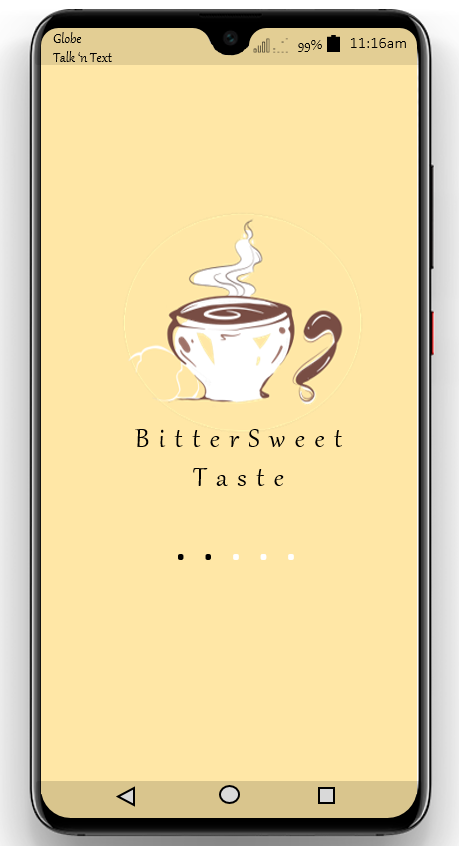 Globe
Talk 'n Text
99% 11:16am
BitterSweet
Taste